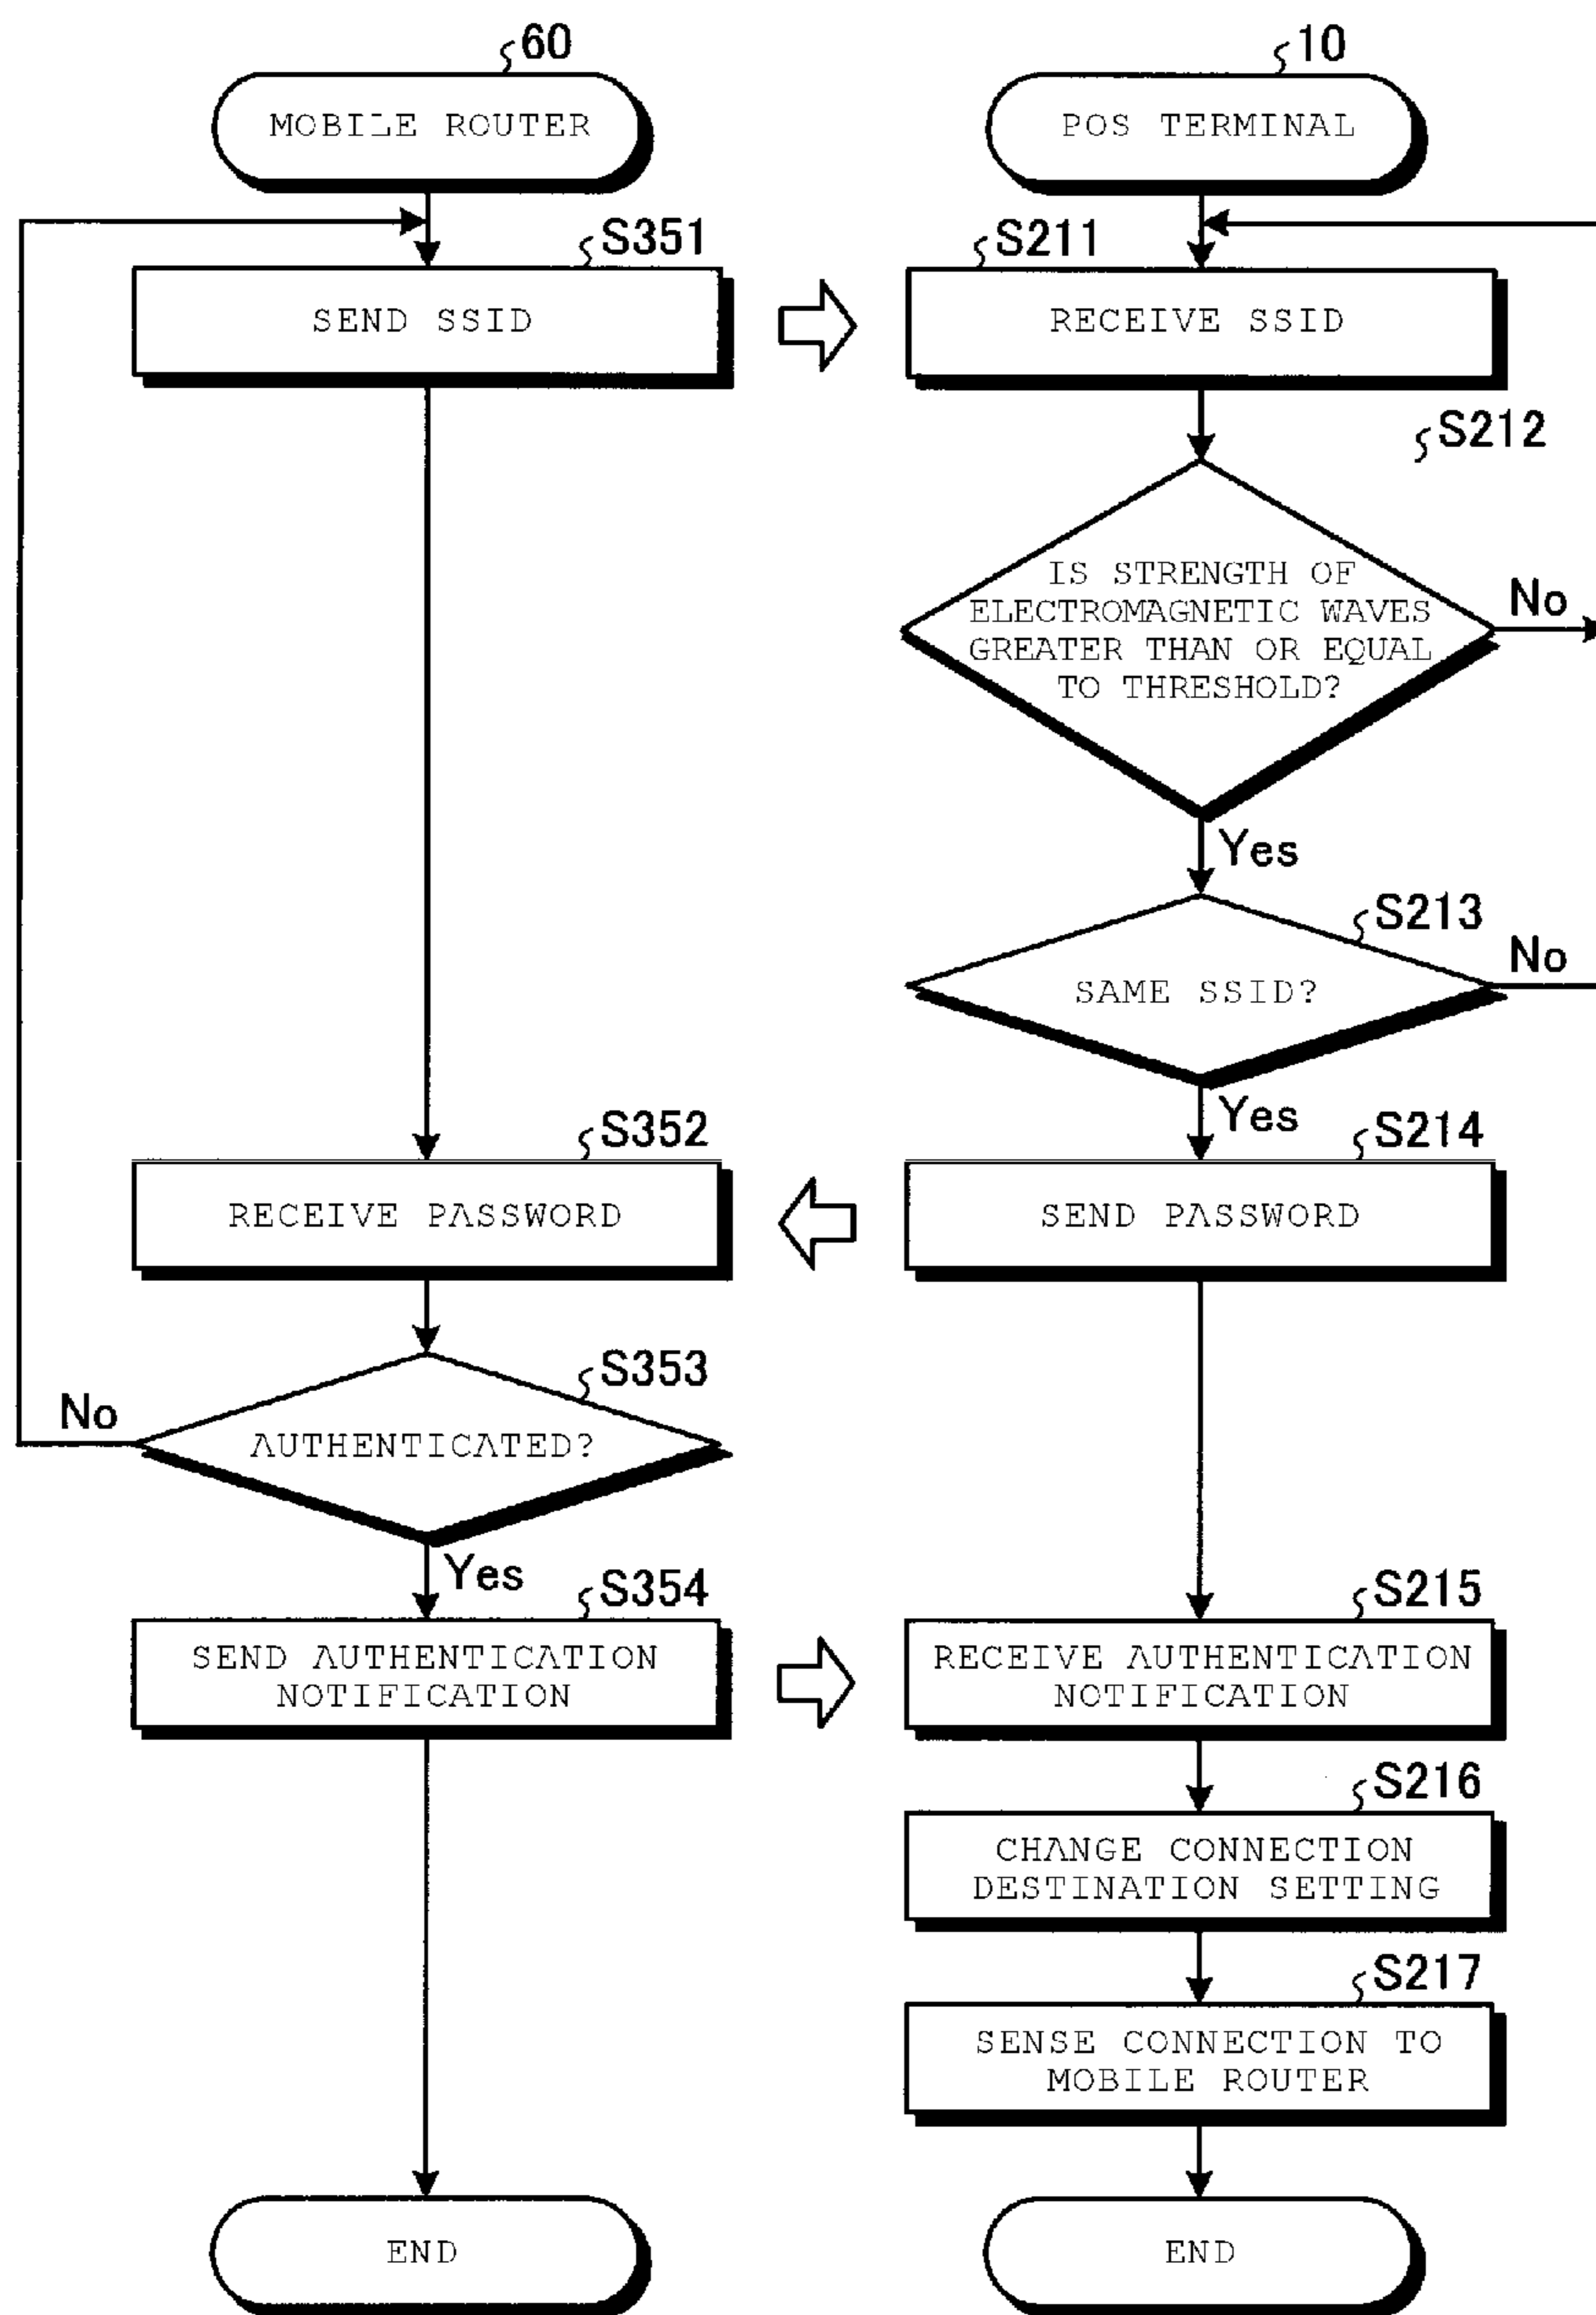 60
MOBILE ROUTER
10
POS TERMINAL
S351
SEND SSID
S211
RECEIVE SSID
S212
IS STRENGTH OF
ELECTROMAGNETIC WAVES
GREATER THAN OR EQUAL
TO THRESHOLD?
No
Yes
S213
SAME SSID?
No
Yes
S352
RECEIVE PASSWORD
S214
SEND PASSWORD
S353
AUTHENTICATED?
No
Yes
S354
SEND AUTHENTICATION
NOTIFICATION
S215
RECEIVE AUTHENTICATION
NOTIFICATION
S216
CHANGE CONNECTION
DESTINATION SETTING
S217
SENSE CONNECTION TO
MOBILE ROUTER
END
END